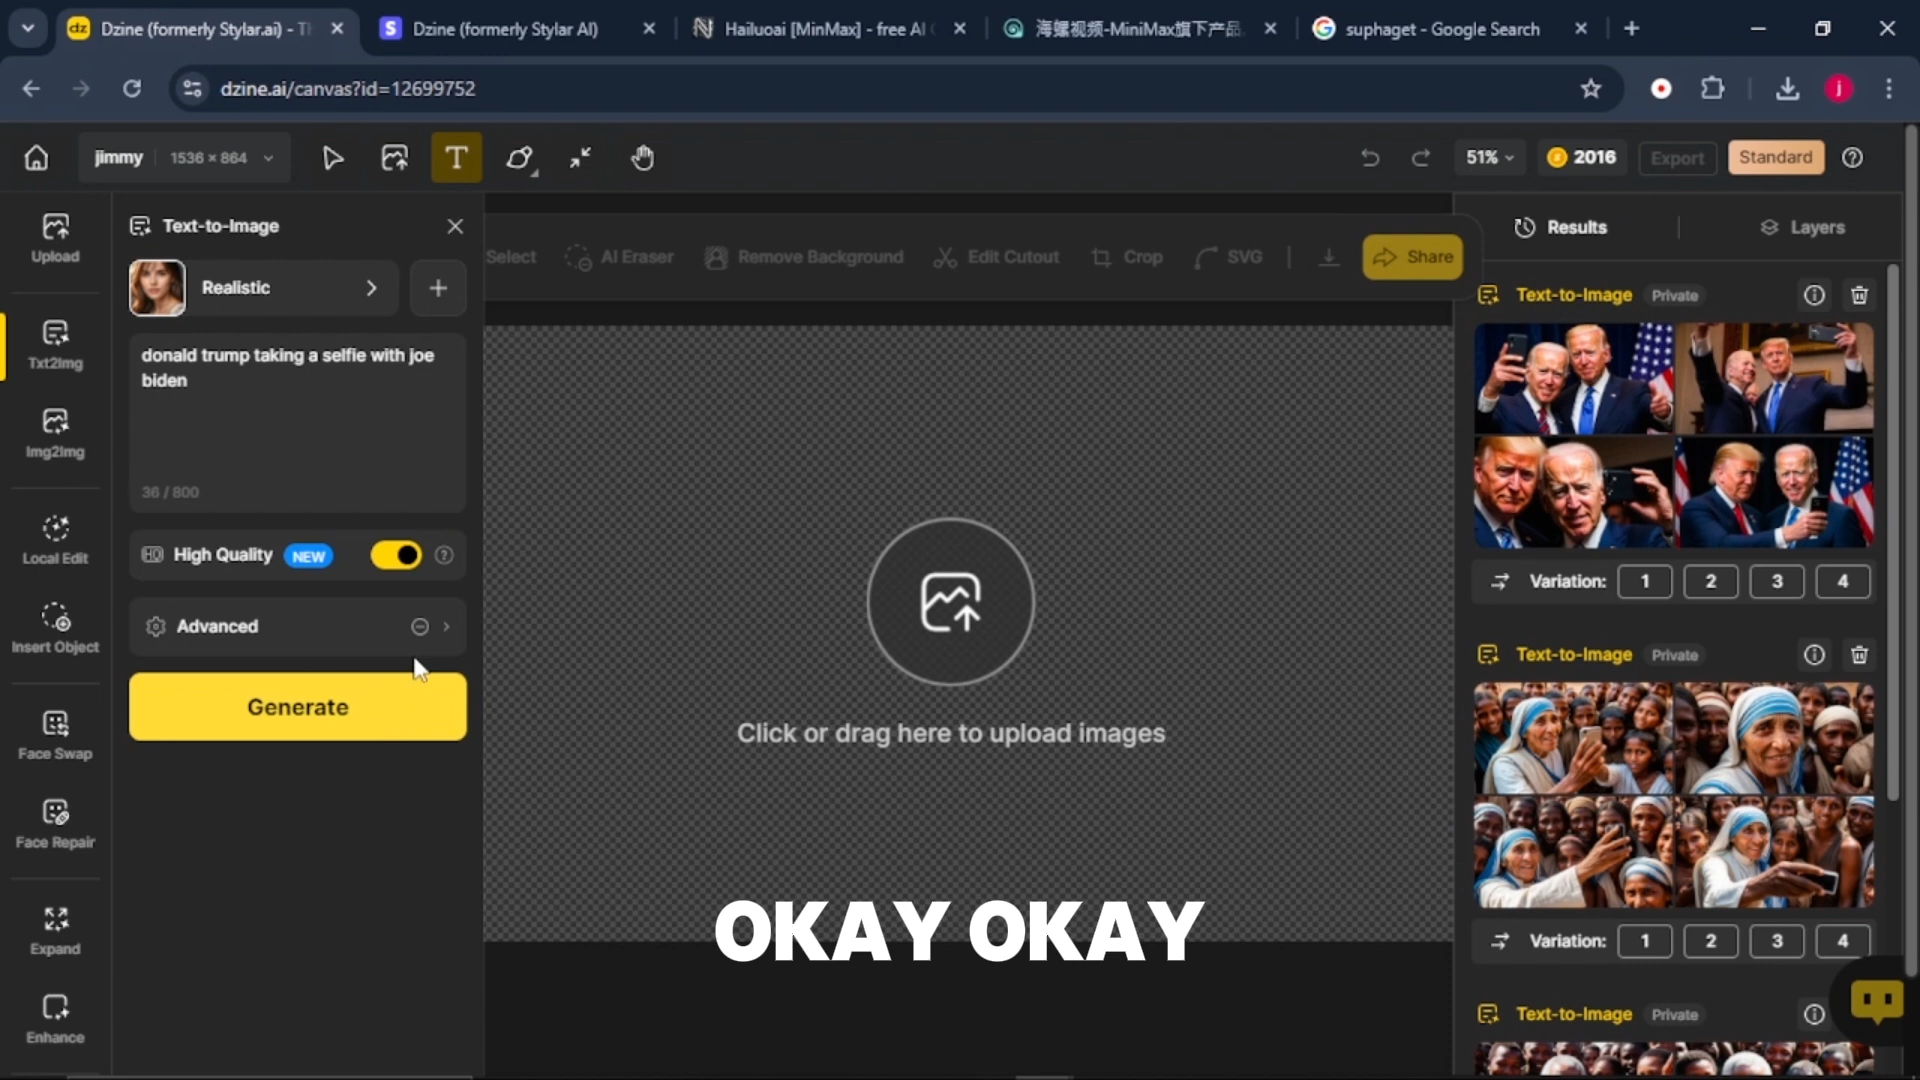 Dzine (formerly Stylar.ai) - T
Dzine (formerly Stylar AI)
Hailuoai [MinMax] - free AI
海螺视频-MiniMax旗下产品
suphaget - Google Search
dzine.ai/canvas?id=12699752
j
jimmy
1536 × 864
T
51%
2016
Export
Standard
Upload
Txt2Img
Img2Img
Local Edit
Insert Object
Face Swap
Face Repair
Expand
Enhance
Text-to-Image
Realistic
donald trump taking a selfie with joe
biden
36 / 800
HQ High Quality NEW
Advanced
Generate
Select
AI Eraser
Remove Background
Edit Cutout
Crop
SVG
Share
Click or drag here to upload images
OKAY OKAY
Results
Layers
Text-to-Image Private
Variation: 1 2 3 4
Text-to-Image Private
Variation: 1 2 3 4
Text-to-Image Private